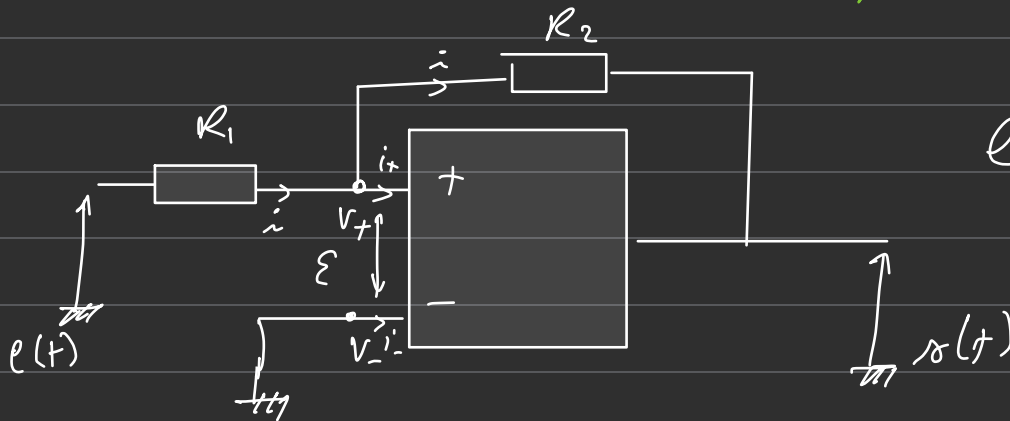 R₂
i
R₁
i₊
+
i
V₊
ε
−
V₋ i₋
e(t)
s(t)